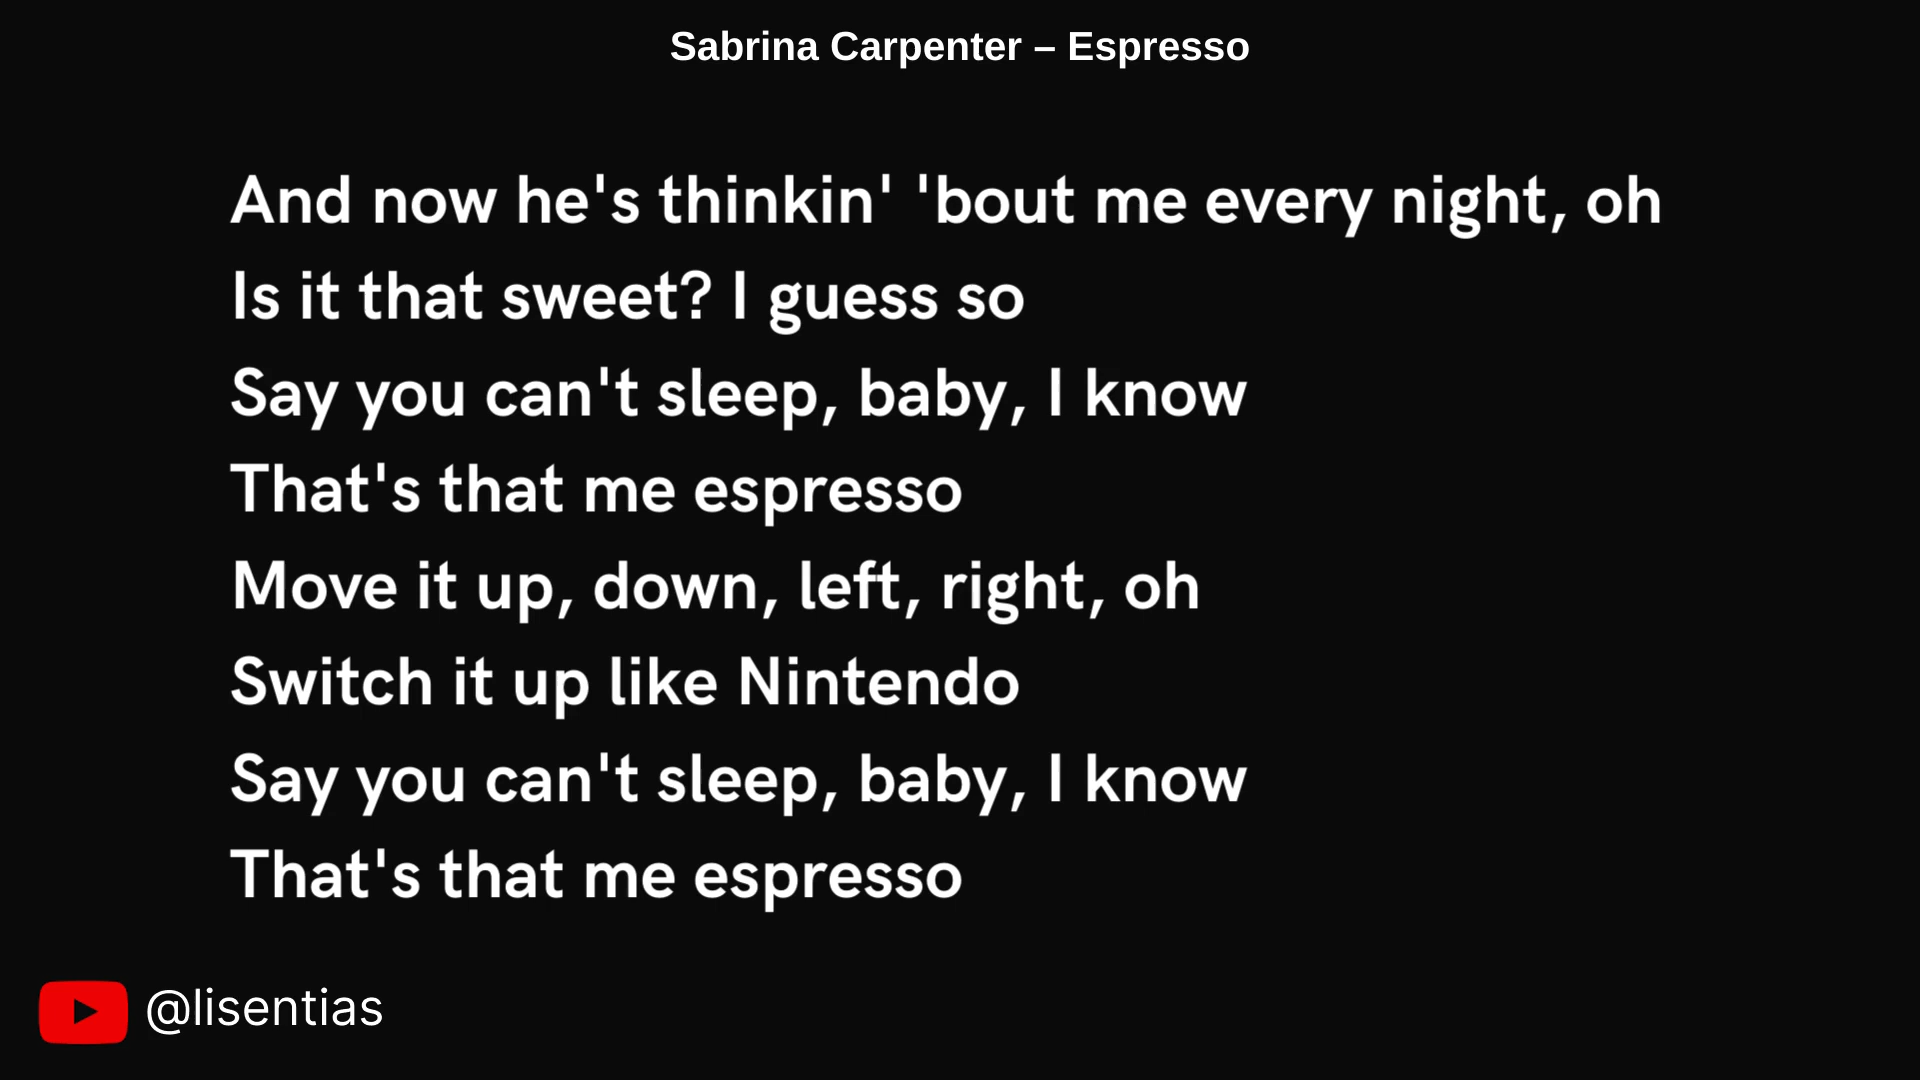 Sabrina Carpenter – Espresso
And now he's thinkin' 'bout me every night, oh
Is it that sweet? I guess so
Say you can't sleep, baby, I know
That's that me espresso
Move it up, down, left, right, oh
Switch it up like Nintendo
Say you can't sleep, baby, I know
That's that me espresso
@lisentias